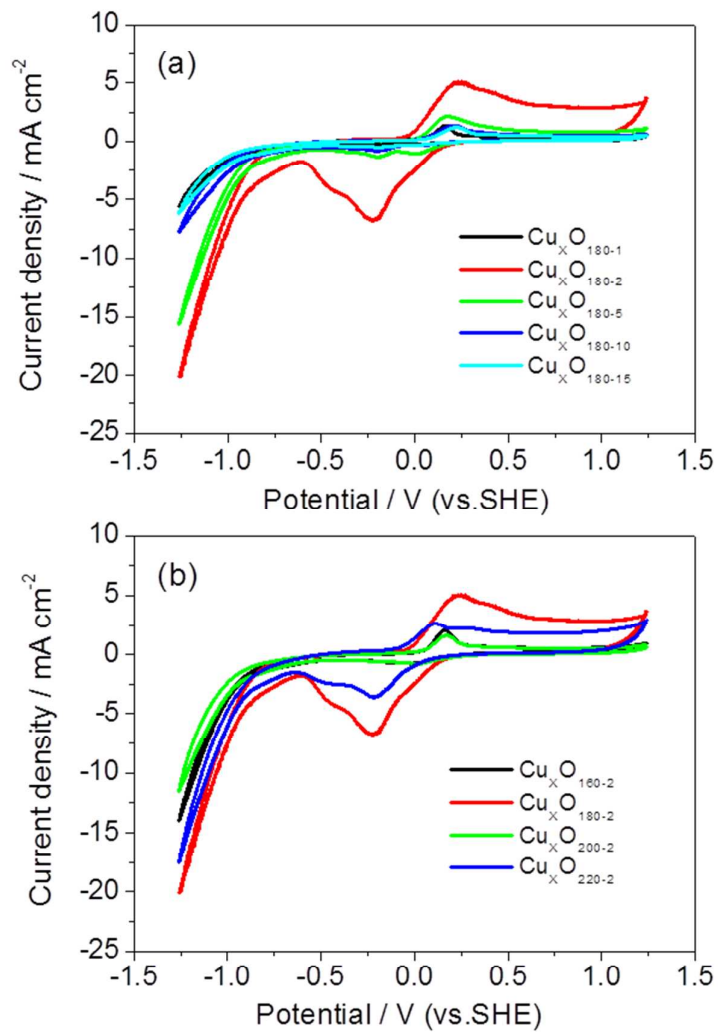 10
(a)
5
0
-5
-10
-15
-20
-25
Current density / mA cm-2
CuxO180-1
CuxO180-2
CuxO180-5
CuxO180-10
CuxO180-15
-1.5 -1.0 -0.5 0.0 0.5 1.0 1.5
Potential / V (vs.SHE)
10
(b)
5
0
-5
-10
-15
-20
-25
Current density / mA cm-2
CuxO160-2
CuxO180-2
CuxO200-2
CuxO220-2
-1.5 -1.0 -0.5 0.0 0.5 1.0 1.5
Potential / V (vs.SHE)